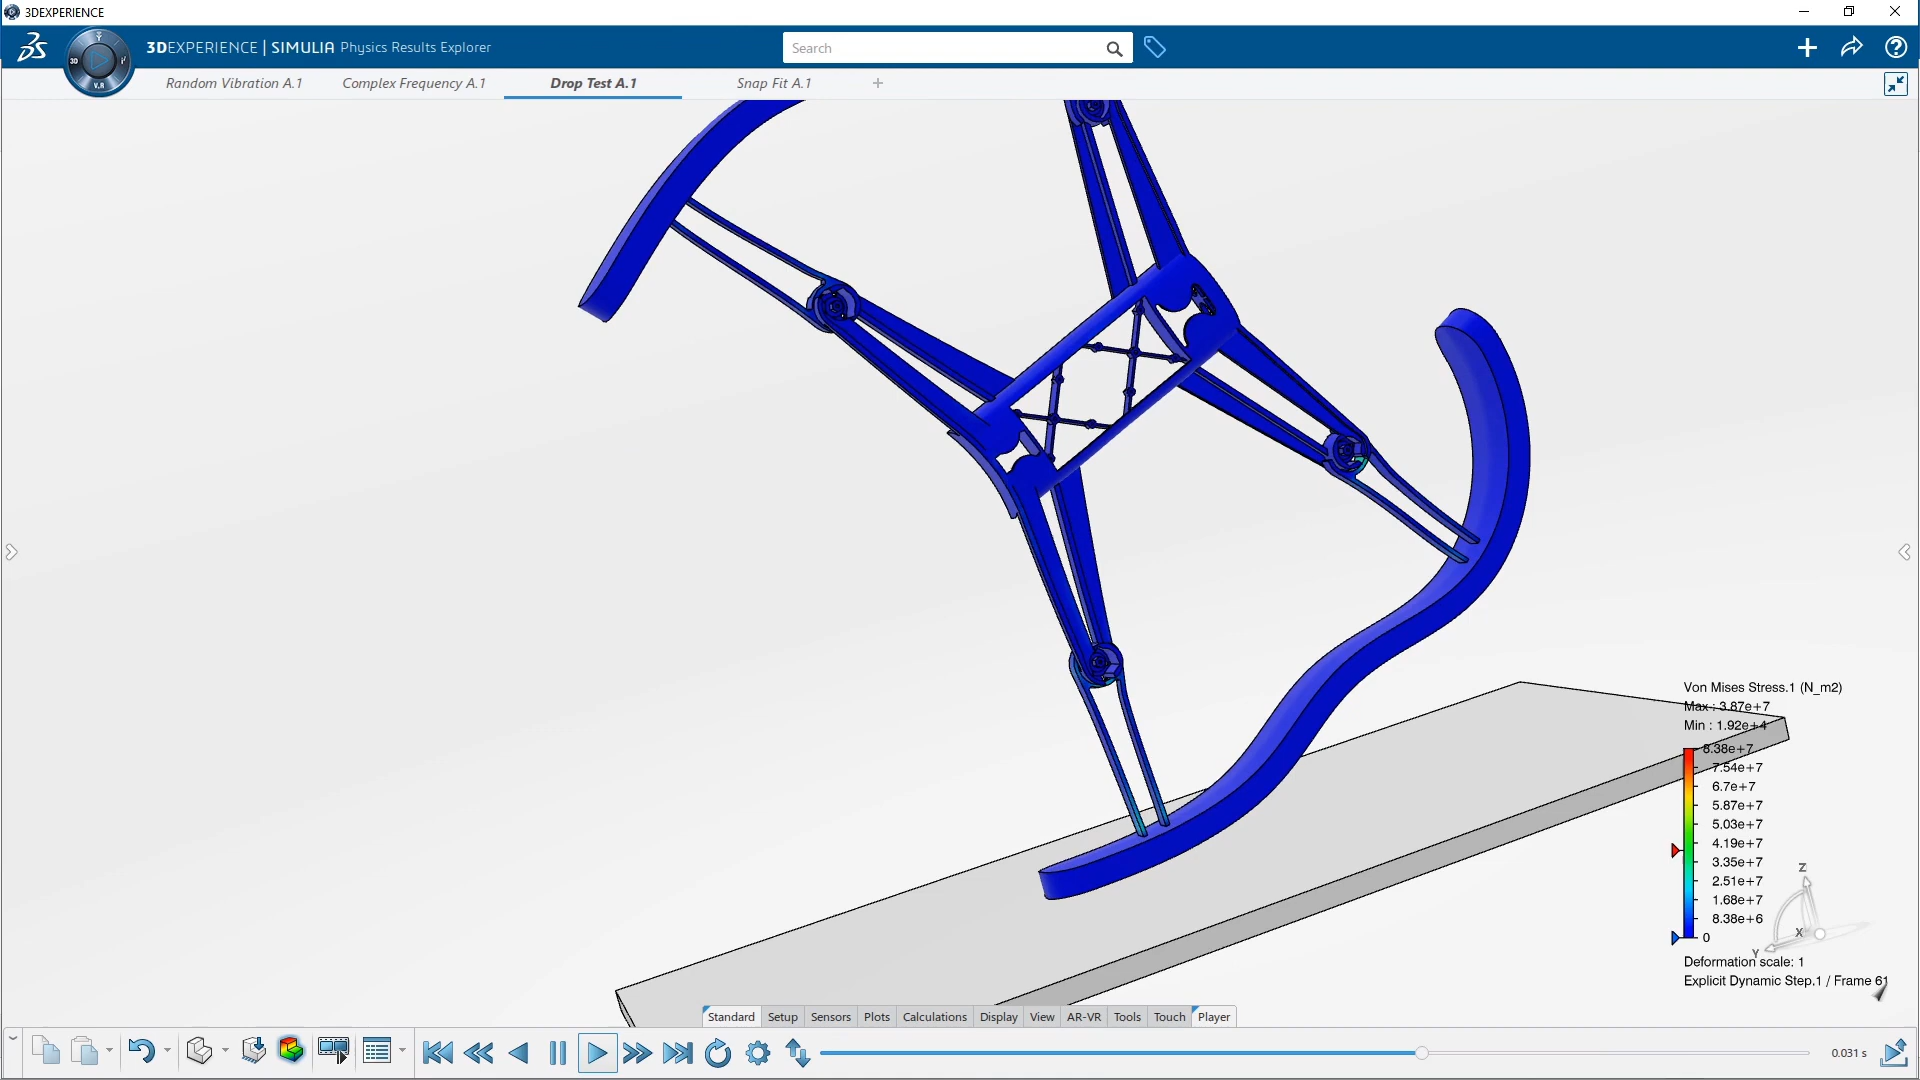 3DEXPERIENCE
3DEXPERIENCE | SIMULIA Physics Results Explorer
Search
3D
V,R
Random Vibration A.1
Complex Frequency A.1
Drop Test A.1
Snap Fit A.1
+
Von Mises Stress.1 (N_m2)
Max : 3.87e+7
Min : 1.92e+4
8.38e+7
7.54e+7
6.7e+7
5.87e+7
5.03e+7
4.19e+7
3.35e+7
2.51e+7
1.68e+7
8.38e+6
0
Z
X
Y
Deformation scale: 1
Explicit Dynamic Step.1 / Frame 61
Standard
Setup
Sensors
Plots
Calculations
Display
View
AR-VR
Tools
Touch
Player
0.031 s